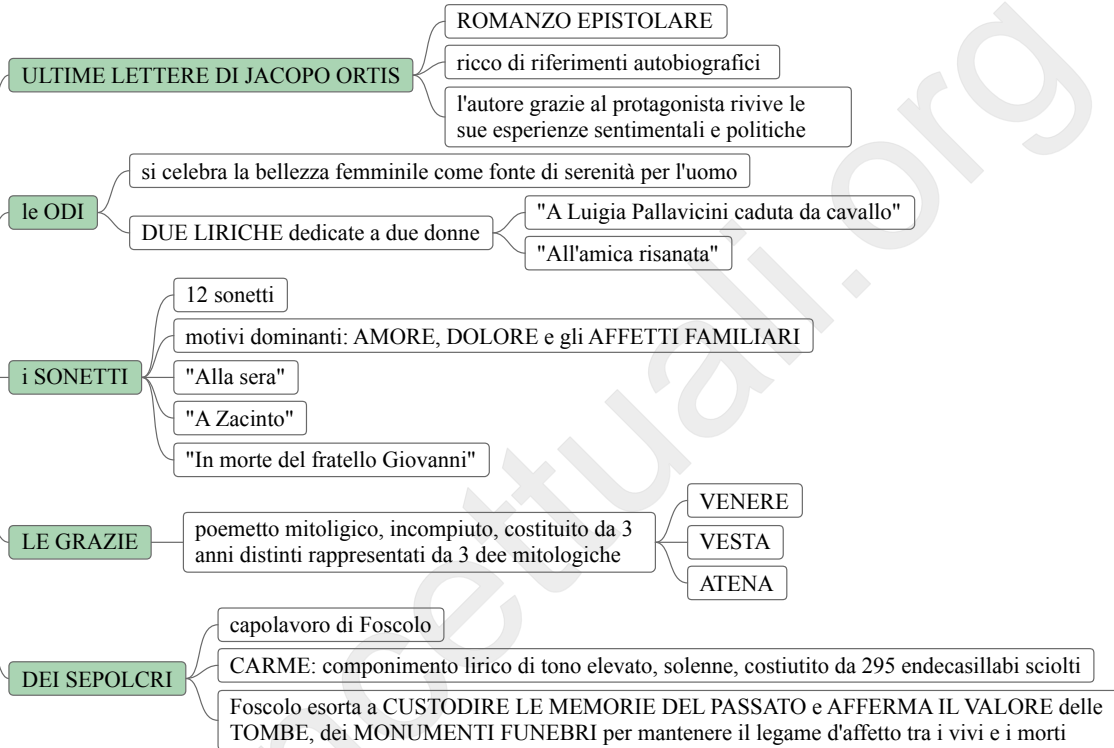 ROMANZO EPISTOLARE
ULTIME LETTERE DI JACOPO ORTIS
ricco di riferimenti autobiografici
l'autore grazie al protagonista rivive le
sue esperienze sentimentali e politiche
si celebra la bellezza femminile come fonte di serenità per l'uomo
le ODI
DUE LIRICHE dedicate a due donne
"A Luigia Pallavicini caduta da cavallo"
"All'amica risanata"
12 sonetti
motivi dominanti: AMORE, DOLORE e gli AFFETTI FAMILIARI
i SONETTI
"Alla sera"
"A Zacinto"
"In morte del fratello Giovanni"
LE GRAZIE
poemetto mitoligico, incompiuto, costituito da 3
anni distinti rappresentati da 3 dee mitologiche
VENERE
VESTA
ATENA
capolavoro di Foscolo
DEI SEPOLCRI
CARME: componimento lirico di tono elevato, solenne, costiutito da 295 endecasillabi sciolti
Foscolo esorta a CUSTODIRE LE MEMORIE DEL PASSATO e AFFERMA IL VALORE delle
TOMBE, dei MONUMENTI FUNEBRI per mantenere il legame d'affetto tra i vivi e i morti
ncettuali.org